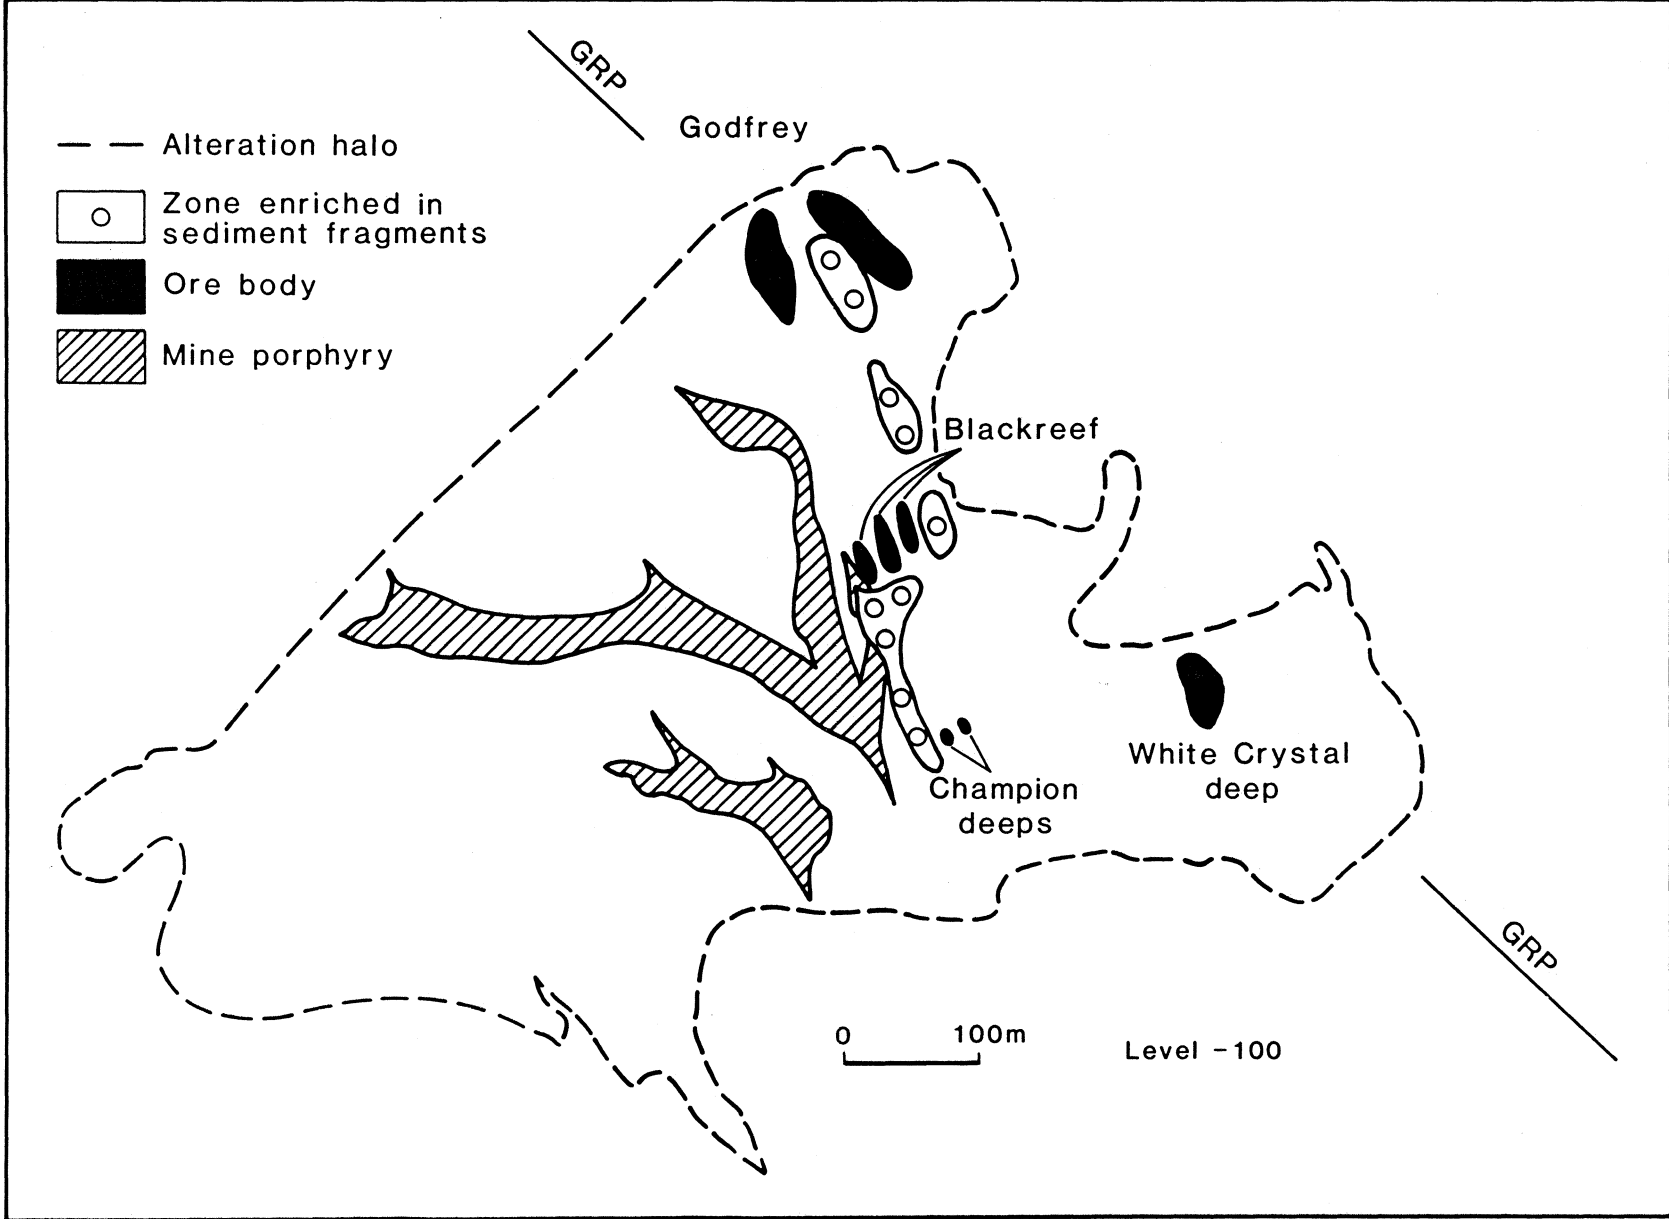 GRP
Godfrey
Alteration halo
Zone enriched in
sediment fragments
Ore body
Mine porphyry
Blackreef
White Crystal
deep
Champion
deeps
GRP
0 100m
Level -100